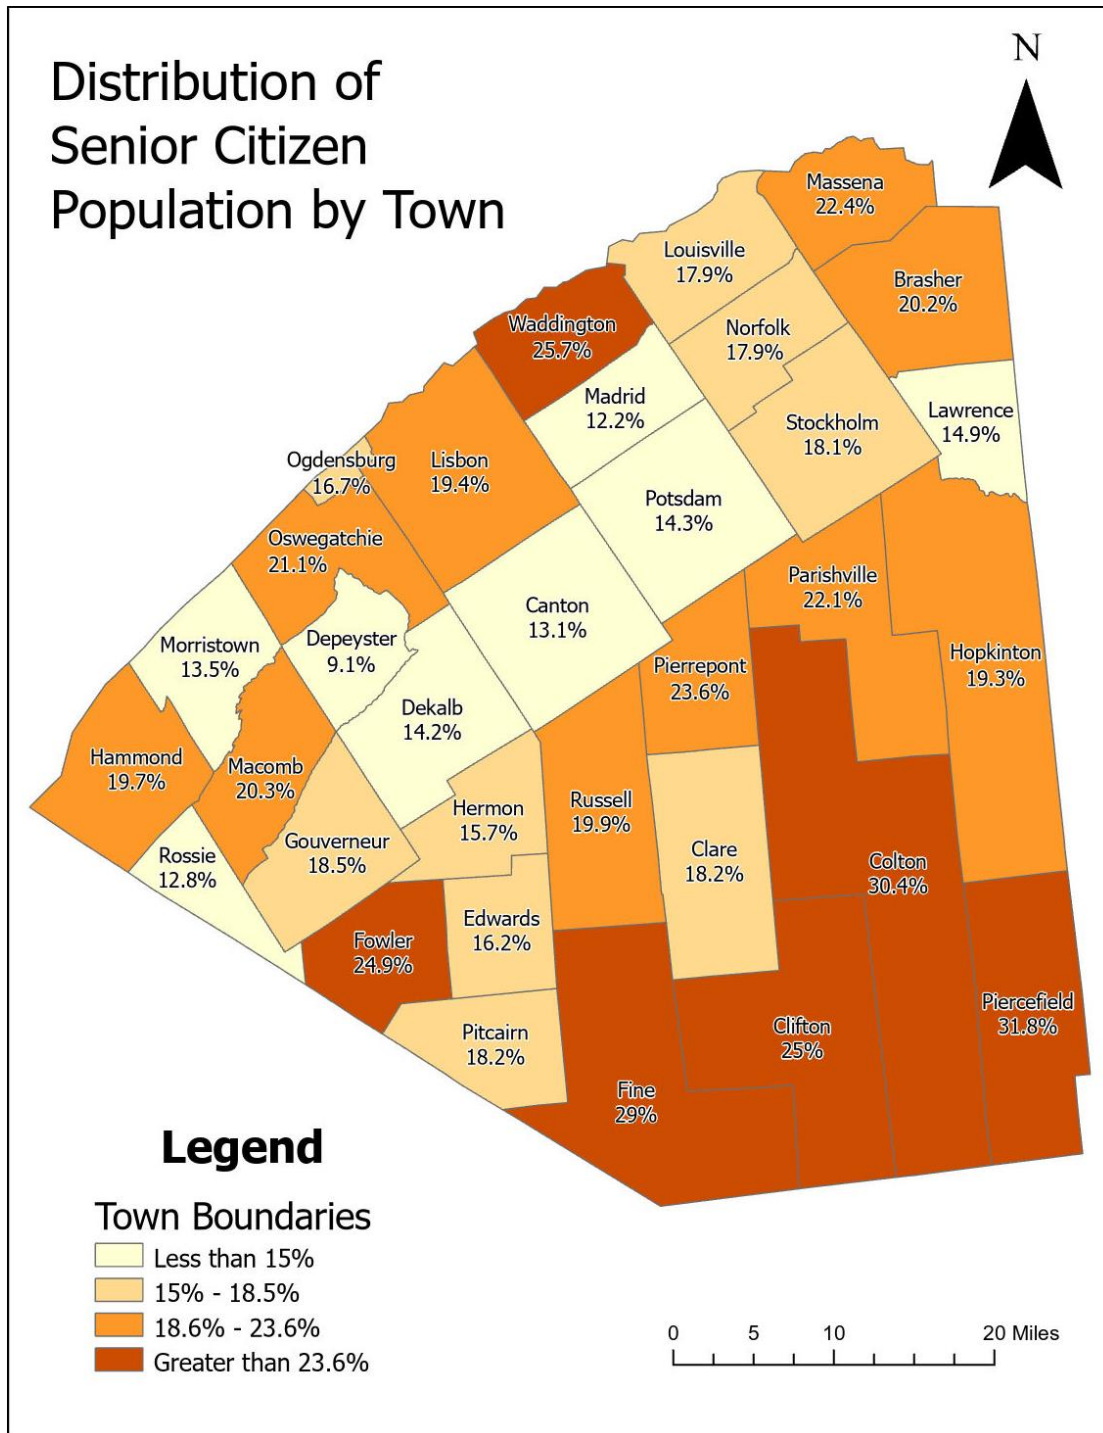 N
Distribution of
Senior Citizen
Population by Town
Massena
22.4%
Louisville
17.9%
Brasher
20.2%
Waddington
25.7%
Norfolk
17.9%
Madrid
12.2%
Lawrence
14.9%
Stockholm
18.1%
Ogdensburg
16.7%
Lisbon
19.4%
Potsdam
14.3%
Oswegatchie
21.1%
Parishville
22.1%
Canton
13.1%
Depeyster
9.1%
Morristown
13.5%
Hopkinton
19.3%
Pierrepont
23.6%
Dekalb
14.2%
Hammond
19.7%
Macomb
20.3%
Russell
19.9%
Hermon
15.7%
Gouverneur
18.5%
Clare
18.2%
Rossie
12.8%
Colton
30.4%
Edwards
16.2%
Fowler
24.9%
Piercefield
31.8%
Clifton
25%
Pitcairn
18.2%
Fine
29%
Legend
Town Boundaries
Less than 15%
15% - 18.5%
18.6% - 23.6%
Greater than 23.6%
0 5 10 20 Miles